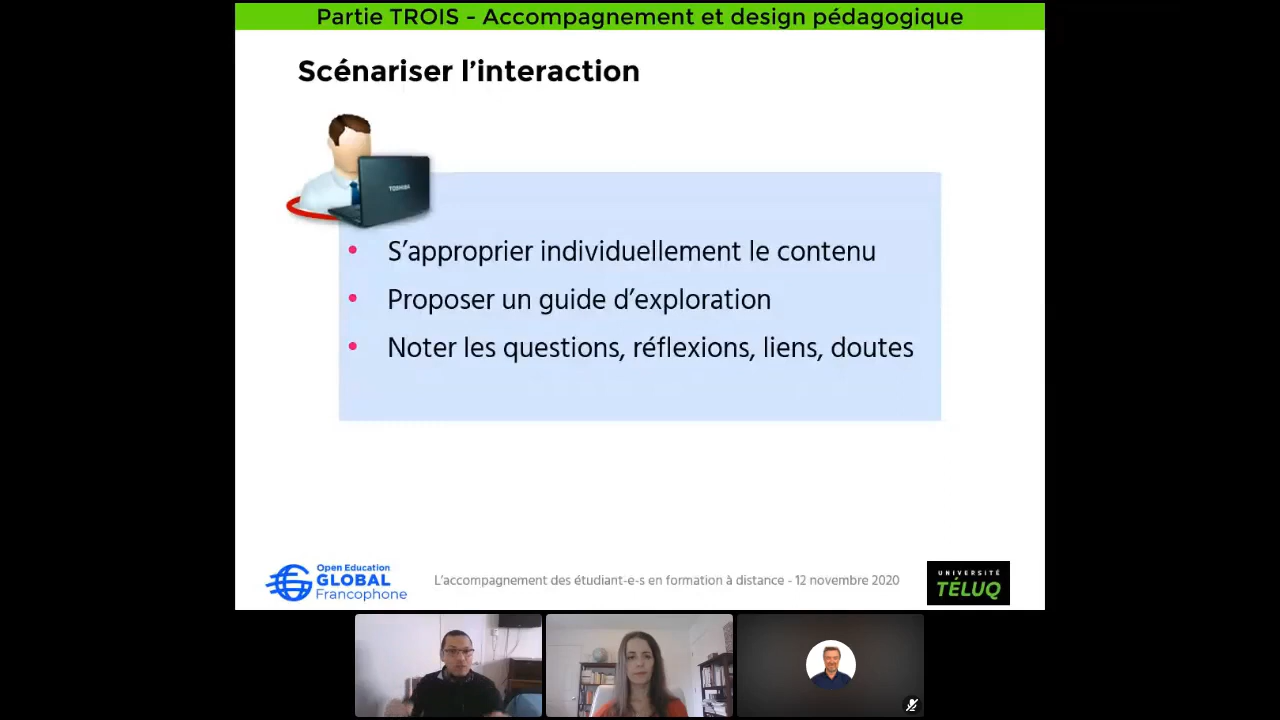 Partie TROIS - Accompagnement et design pédagogique
Scénariser l'interaction
TOSHIBA
• S'approprier individuellement le contenu
• Proposer un guide d'exploration
• Noter les questions, réflexions, liens, doutes
Open Education
GLOBAL
Francophone
L'accompagnement des étudiant-e-s en formation à distance - 12 novembre 2020
UNIVERSITÉ
TÉLUQ